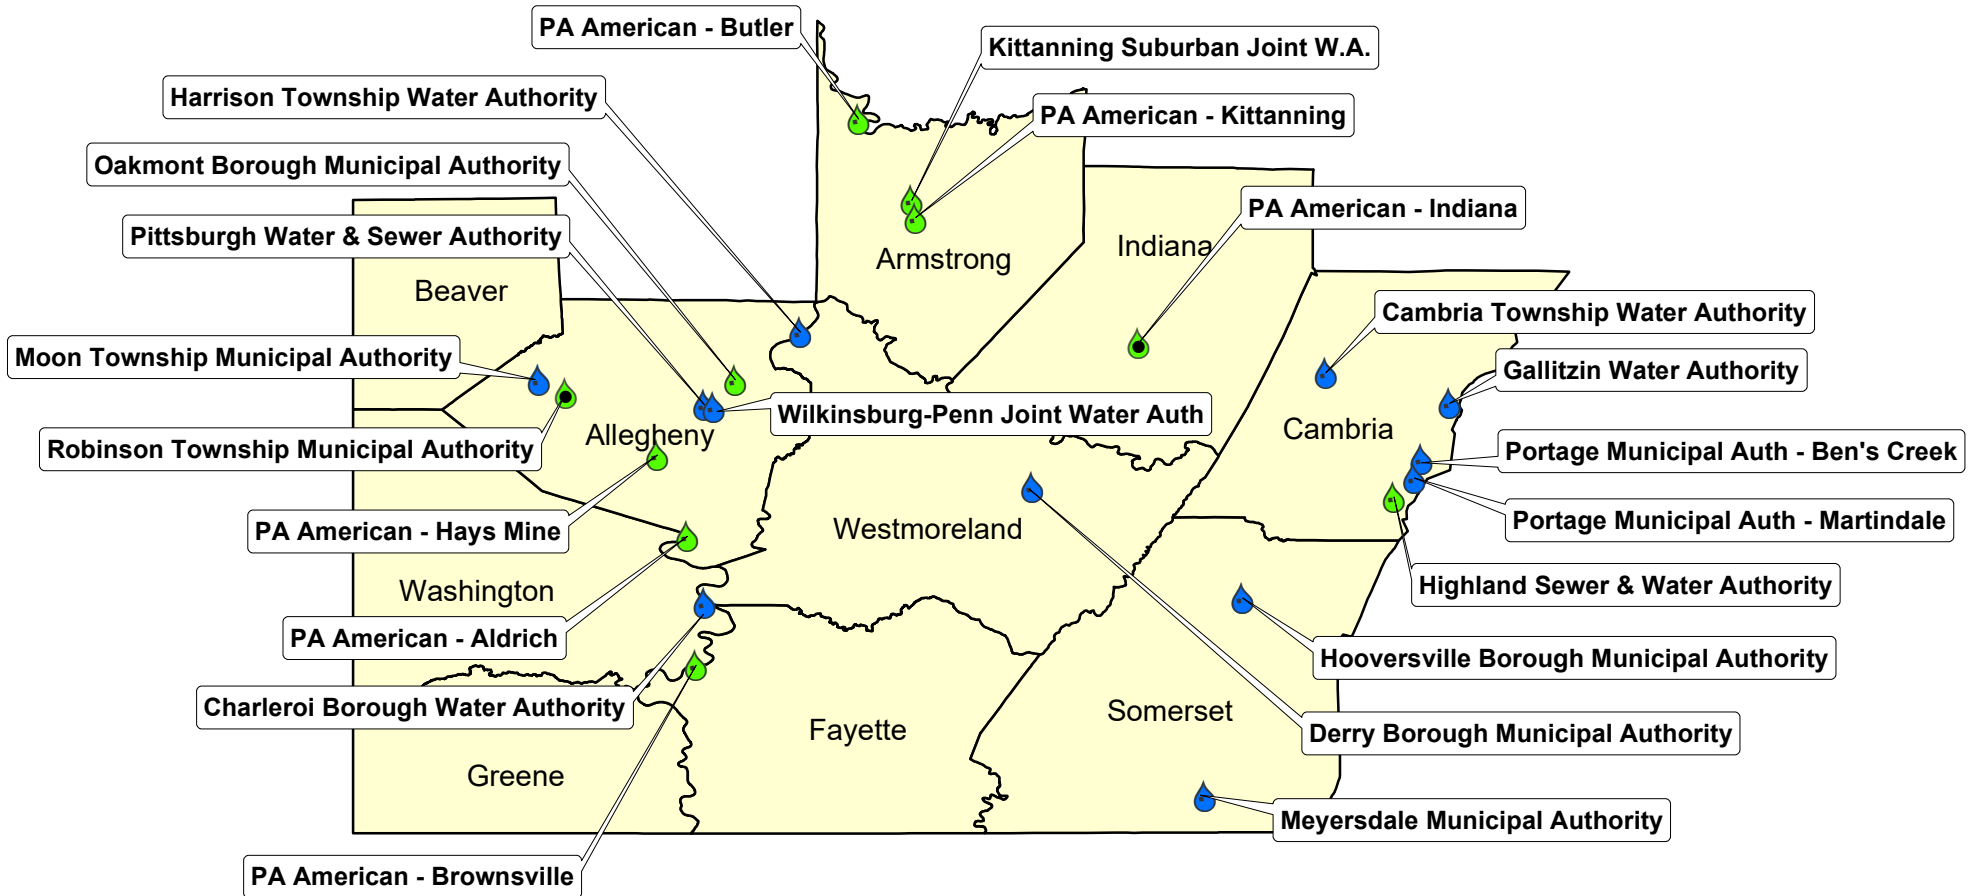 PA American - Butler
Kittanning Suburban Joint W.A.
Harrison Township Water Authority
PA American - Kittanning
Oakmont Borough Municipal Authority
PA American - Indiana
Pittsburgh Water & Sewer Authority
Indiana
Armstrong
Beaver
Cambria Township Water Authority
Moon Township Municipal Authority
Gallitzin Water Authority
Wilkinsburg-Penn Joint Water Auth
Cambria
Allegheny
Robinson Township Municipal Authority
Portage Municipal Auth - Ben's Creek
Portage Municipal Auth - Martindale
PA American - Hays Mine
Westmoreland
Highland Sewer & Water Authority
Washington
PA American - Aldrich
Hooversville Borough Municipal Authority
Charleroi Borough Water Authority
Somerset
Fayette
Derry Borough Municipal Authority
Greene
Meyersdale Municipal Authority
PA American - Brownsville